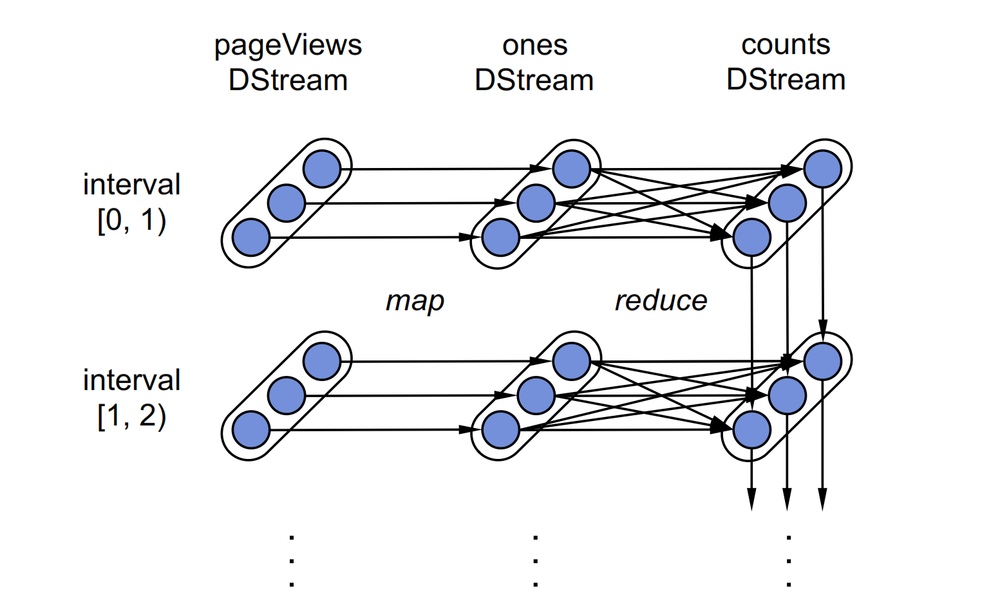 pageViews
DStream
ones
DStream
counts
DStream
interval
[0, 1)
map
reduce
interval
[1, 2)